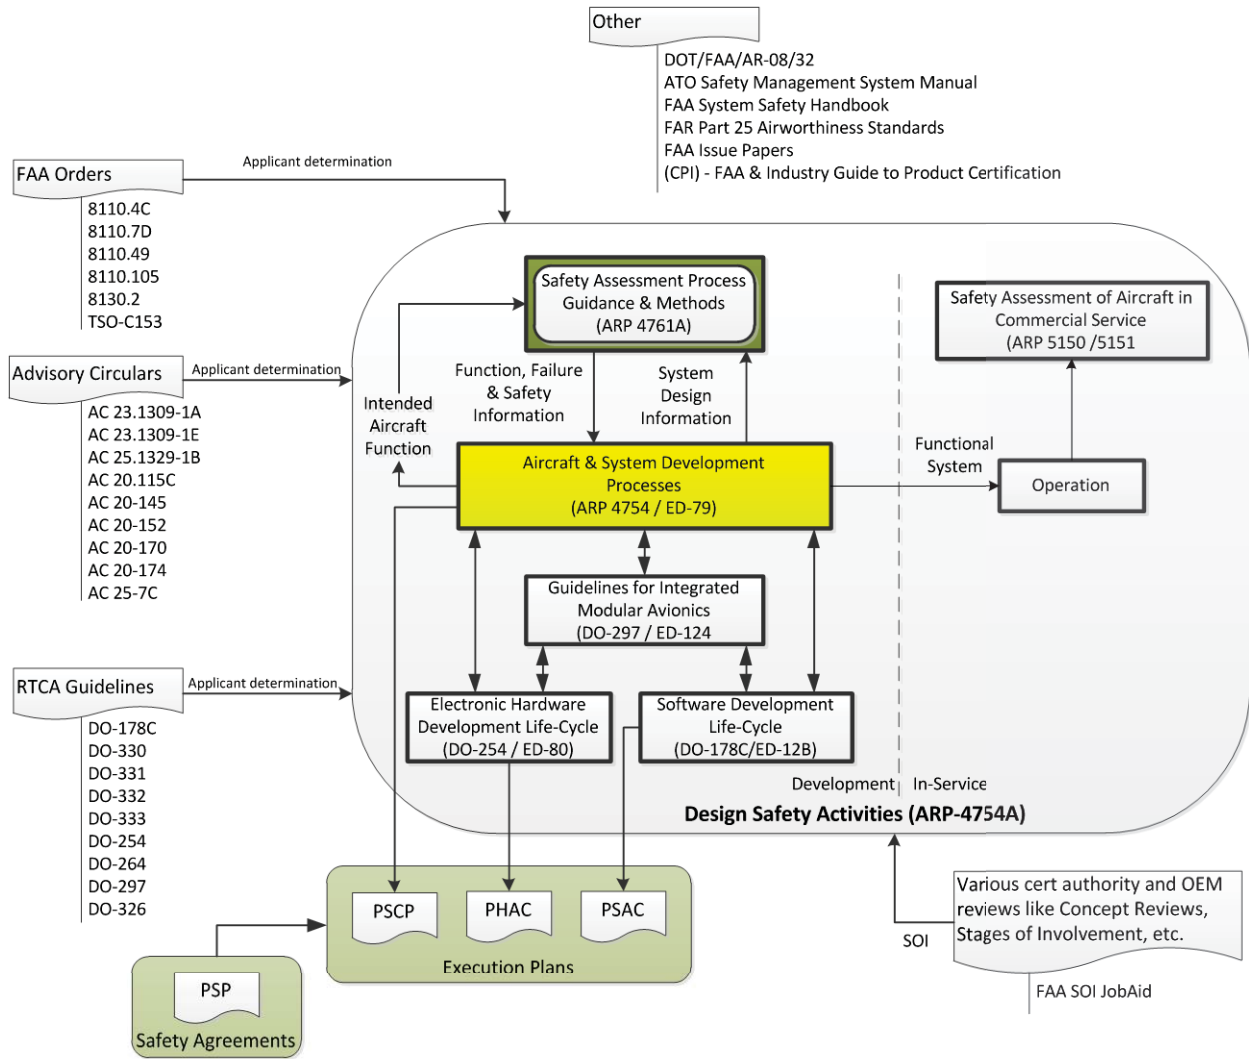 Other
DOT/FAA/AR-08/32
ATO Safety Management System Manual
FAA System Safety Handbook
FAR Part 25 Airworthiness Standards
FAA Issue Papers
(CPI) - FAA & Industry Guide to Product Certification
FAA Orders
Applicant determination
8110.4C
8110.7D
8110.49
8110.105
8130.2
TSO-C153
Advisory Circulars
Applicant determination
AC 23.1309-1A
AC 23.1309-1E
AC 25.1329-1B
AC 20.115C
AC 20-145
AC 20-152
AC 20-170
AC 20-174
AC 25-7C
RTCA Guidelines
Applicant determination
DO-178C
DO-330
DO-331
DO-332
DO-333
DO-254
DO-264
DO-297
DO-326
Safety Assessment Process
Guidance & Methods
(ARP 4761A)
Safety Assessment of Aircraft in
Commercial Service
(ARP 5150 /5151
Intended
Aircraft
Function
Function, Failure
& Safety
Information
System
Design
Information
Aircraft & System Development
Processes
(ARP 4754 / ED-79)
Functional
System
Operation
Guidelines for Integrated
Modular Avionics
(DO-297 / ED-124
Electronic Hardware
Development Life-Cycle
(DO-254 / ED-80)
Software Development
Life-Cycle
(DO-178C/ED-12B)
Development
In-Service
Design Safety Activities (ARP-4754A)
PSCP
PHAC
PSAC
Execution Plans
PSP
Safety Agreements
SOI
Various cert authority and OEM
reviews like Concept Reviews,
Stages of Involvement, etc.
FAA SOI JobAid